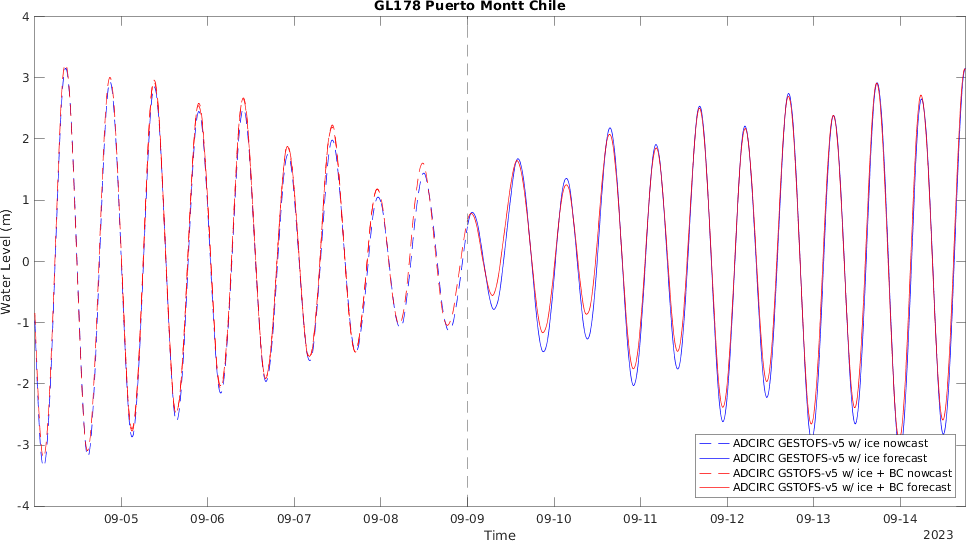 GL178 Puerto Montt Chile
4
3
2
1
0
-1
-2
-3
-4
Water Level (m)
ADCIRC GESTOFS-v5 w/ ice nowcast
ADCIRC GESTOFS-v5 w/ ice forecast
ADCIRC GSTOFS-v5 w/ ice + BC nowcast
ADCIRC GSTOFS-v5 w/ ice + BC forecast
09-05 09-06 09-07 09-08 09-09 09-10 09-11 09-12 09-13 09-14
Time
2023